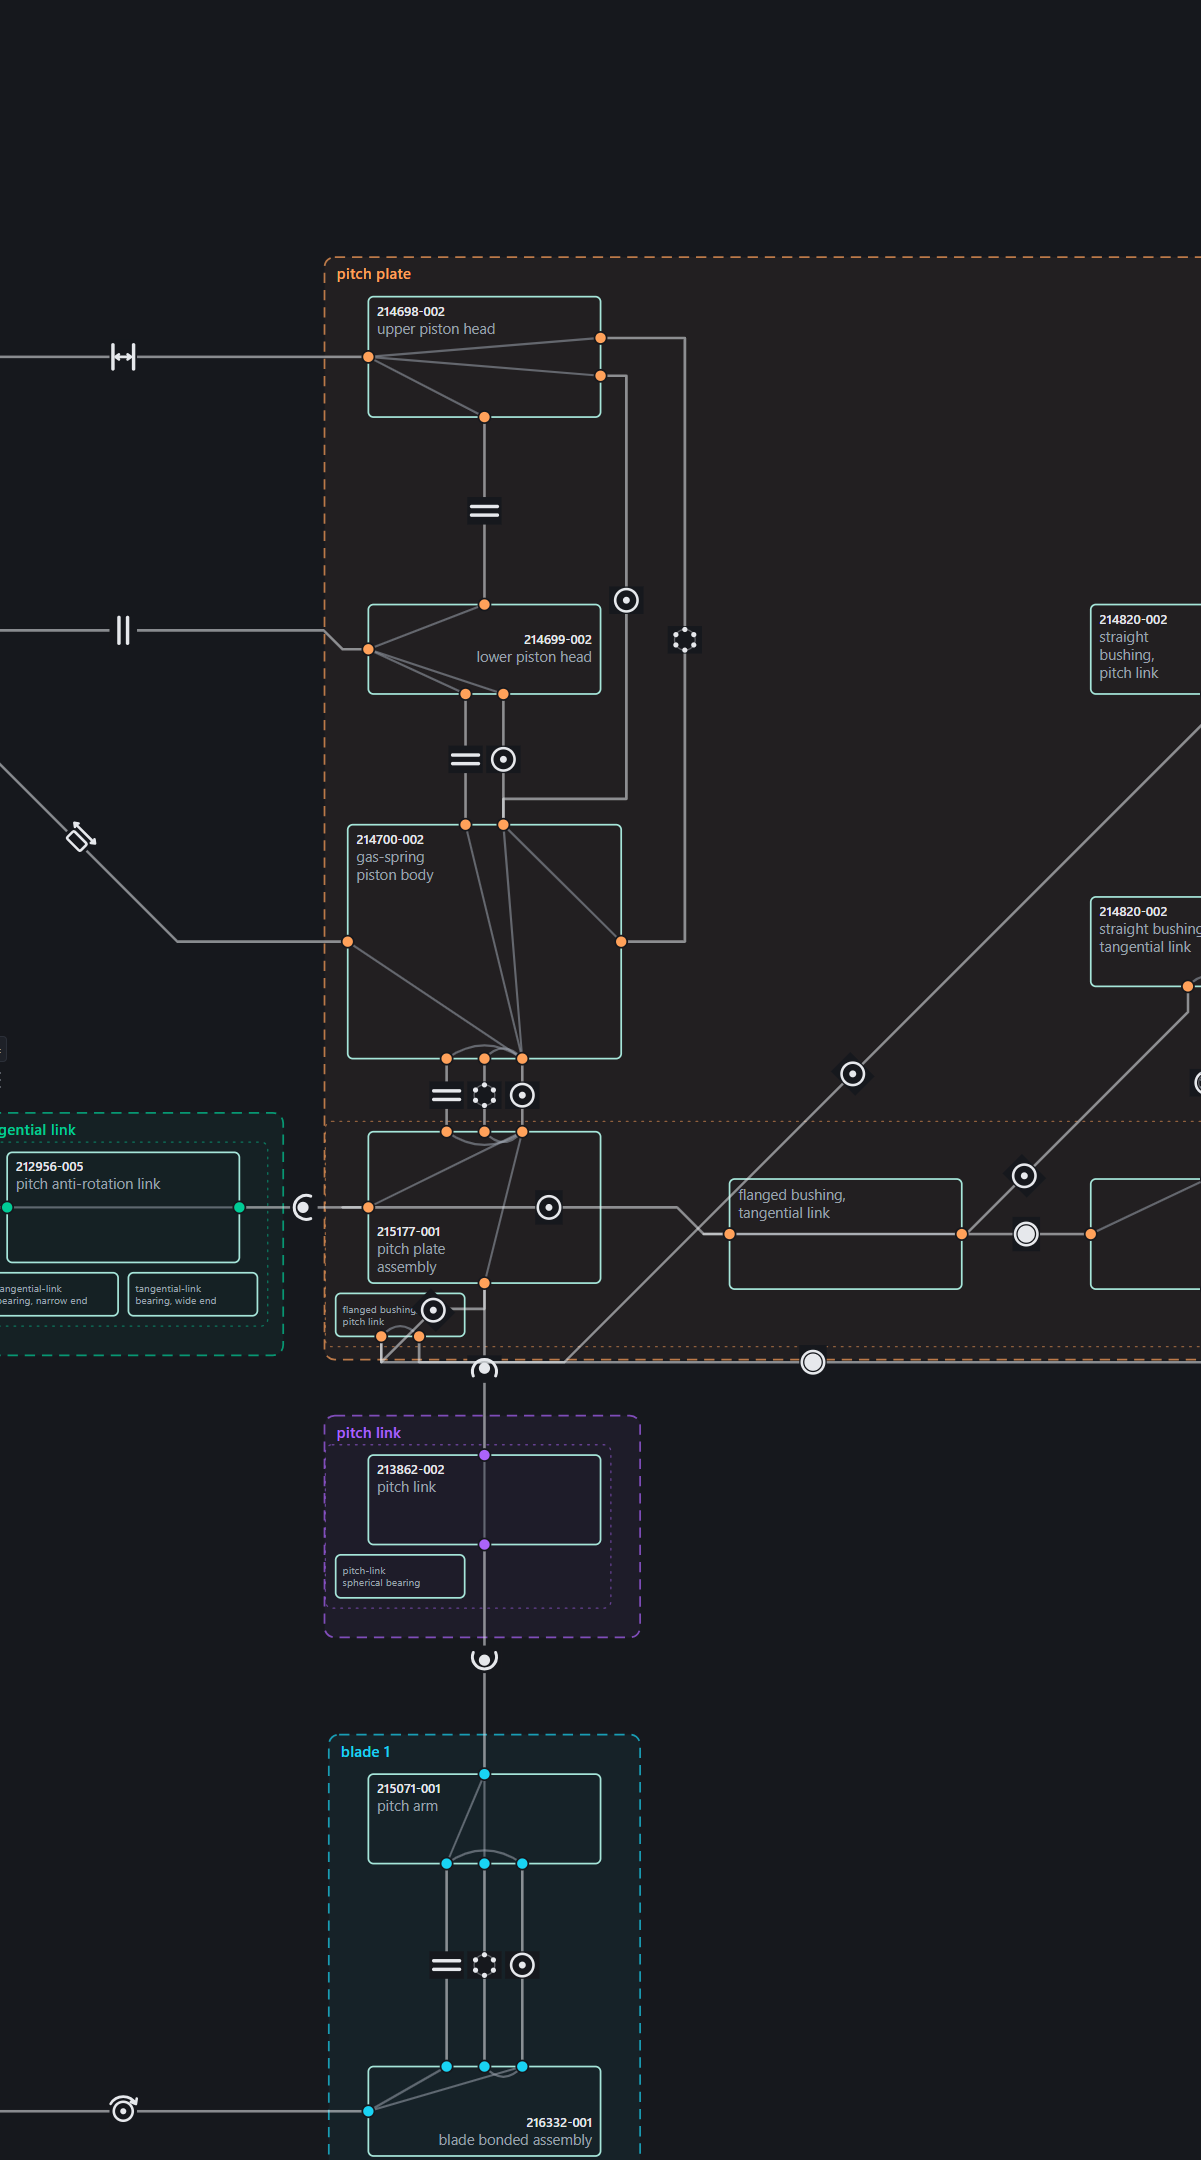 pitch plate
214698-002
upper piston head
214699-002
lower piston head
214820-002
straight
bushing,
pitch link
214700-002
gas-spring
piston body
214820-002
straight bushing
tangential link
gential link
212956-005
pitch anti-rotation link
angential-link
bearing, narrow end
tangential-link
bearing, wide end
215177-001
pitch plate
assembly
flanged bushing,
tangential link
flanged bushing,
pitch link
pitch link
213862-002
pitch link
pitch-link
spherical bearing
blade 1
215071-001
pitch arm
216332-001
blade bonded assembly